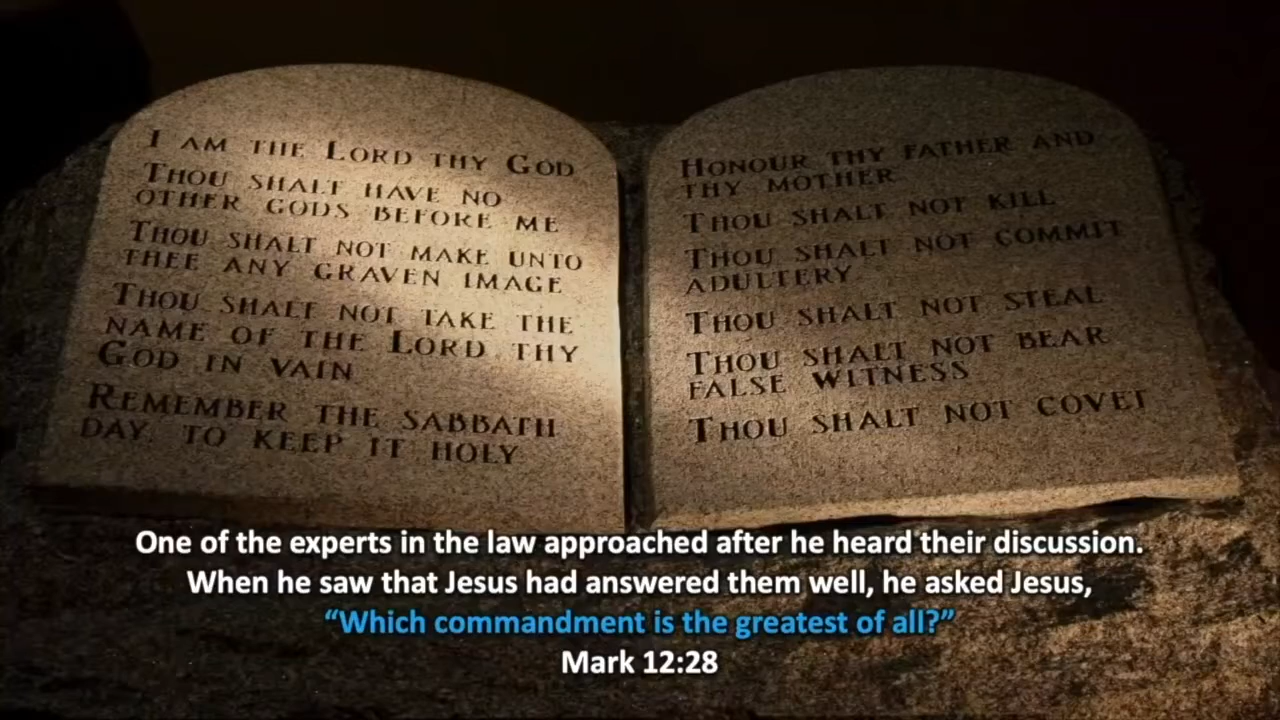 I AM THE LORD THY GOD
THOU SHALT HAVE NO
OTHER GODS BEFORE ME
THOU SHALT NOT MAKE UNTO
THEE ANY GRAVEN IMAGE
THOU SHALT NOT TAKE THE
NAME OF THE LORD THY
GOD IN VAIN
REMEMBER THE SABBATH
DAY, TO KEEP IT HOLY
HONOUR THY FATHER AND
THY MOTHER
THOU SHALT NOT KILL
THOU SHALT NOT COMMIT
ADULTERY
THOU SHALT NOT STEAL
THOU SHALT NOT BEAR
FALSE WITNESS
THOU SHALT NOT COVET
One of the experts in the law approached after he heard their discussion.
When he saw that Jesus had answered them well, he asked Jesus,
“Which commandment is the greatest of all?”
Mark 12:28